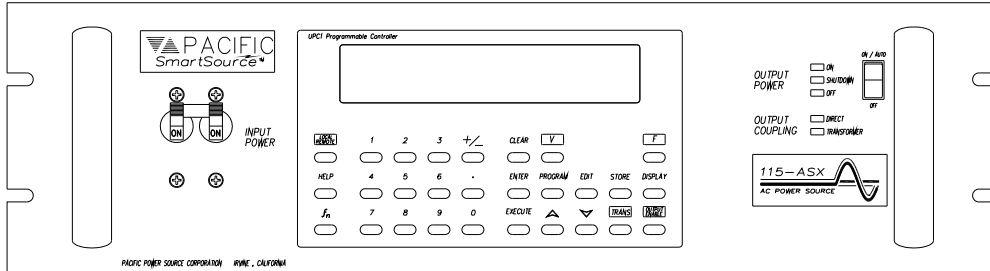 UPC1 Programmable Controller
PACIFIC
SmartSource™
ON ON
INPUT
POWER
LOCAL
REMOTE
1 2 3 +/_ CLEAR V F
HELP 4 5 6 . ENTER PROGRAM EDIT STORE DISPLAY
fn 7 8 9 0 EXECUTE TRANS OUTPUT
ENABLE
ON / AUTO
OUTPUT
POWER
ON
SHUTDOWN
OFF
OFF
OUTPUT
COUPLING
DIRECT
TRANSFORMER
115-ASX
AC POWER SOURCE
PACIFIC POWER SOURCE CORPORATION IRVINE , CALIFORNIA